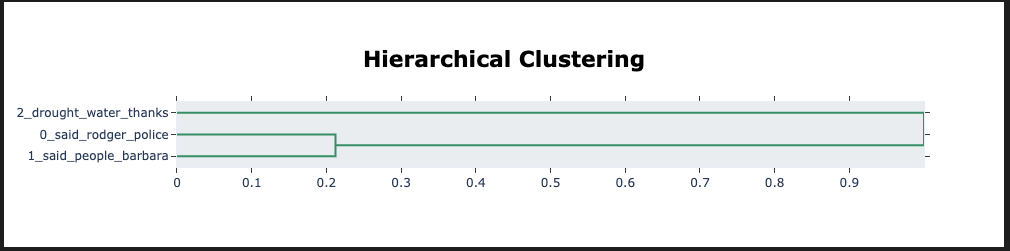 Hierarchical Clustering
2_drought_water_thanks
0_said_rodger_police
1_said_people_barbara
0 0.1 0.2 0.3 0.4 0.5 0.6 0.7 0.8 0.9